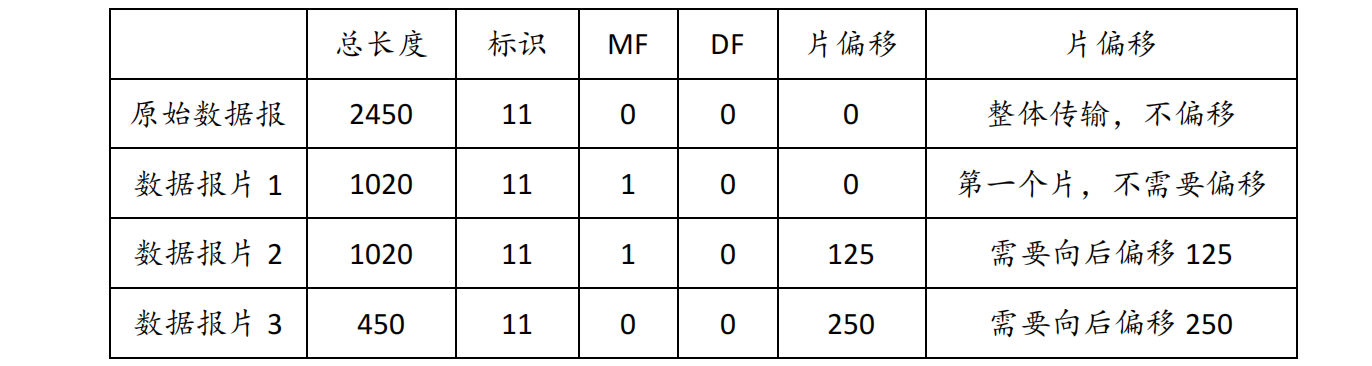 总长度 标识 MF DF 片偏移 片偏移
原始数据报 2450 11 0 0 0 整体传输，不偏移
数据报片 1 1020 11 1 0 0 第一个片，不需要偏移
数据报片 2 1020 11 1 0 125 需要向后偏移 125
数据报片 3 450 11 0 0 250 需要向后偏移 250